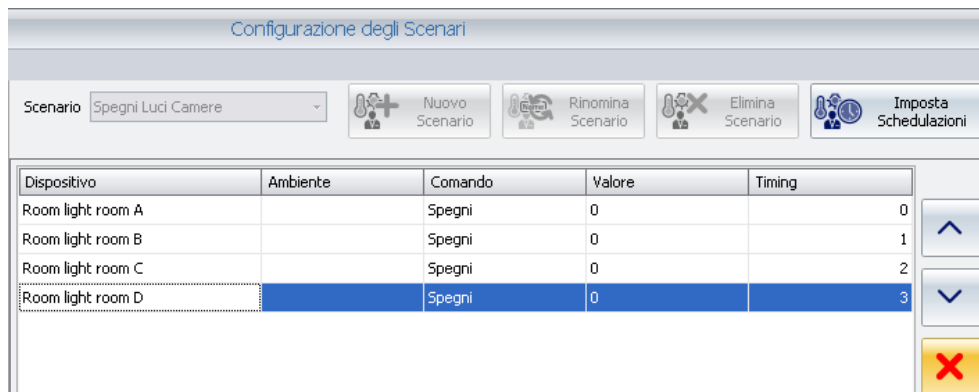 Configurazione degli Scenari
Scenario Spegni Luci Camere
Nuovo Scenario
Rinomina Scenario
Elimina Scenario
Imposta Schedulazioni
Dispositivo Ambiente Comando Valore Timing
Room light room A Spegni 0 0
Room light room B Spegni 0 1
Room light room C Spegni 0 2
Room light room D Spegni 0 3